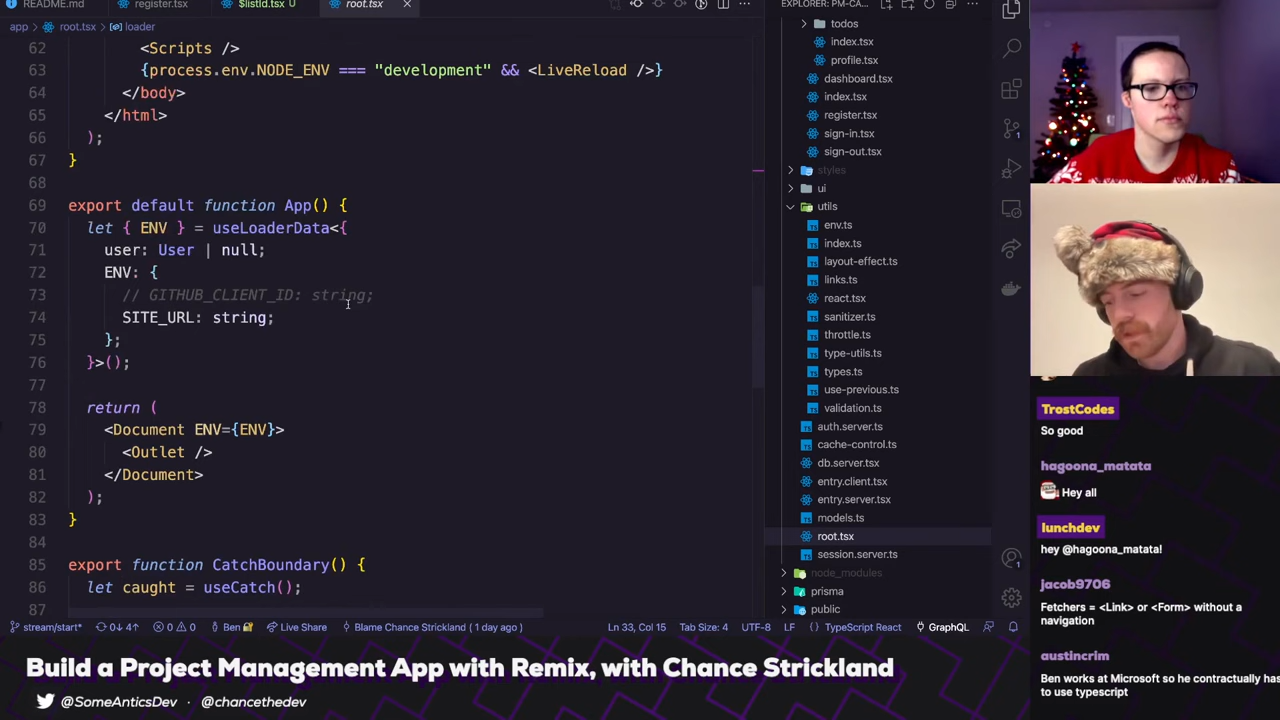 README.md
register.tsx
$listId.tsx U
root.tsx
EXPLORER: PM-CA...
app > root.tsx > loader
62 <Scripts />
63 {process.env.NODE_ENV === "development" && <LiveReload />}
64 </body>
65 </html>
66 );
67 }
68
69 export default function App() {
70 let { ENV } = useLoaderData<{
71 user: User | null;
72 ENV: {
73 // GITHUB_CLIENT_ID: string;
74 SITE_URL: string;
75 };
76 }>();
77
78 return (
79 <Document ENV={ENV}>
80 <Outlet />
81 </Document>
82 );
83 }
84
85 export function CatchBoundary() {
86 let caught = useCatch();
87
todos
index.tsx
profile.tsx
dashboard.tsx
index.tsx
register.tsx
sign-in.tsx
sign-out.tsx
styles
ui
utils
env.ts
index.ts
layout-effect.ts
links.ts
react.tsx
sanitizer.ts
throttle.ts
type-utils.ts
types.ts
use-previous.ts
validation.ts
auth.server.ts
cache-control.ts
db.server.ts
entry.client.tsx
entry.server.tsx
models.ts
root.tsx
session.server.ts
node_modules
prisma
public
TrostCodes
So good
hagoona_matata
Hey all
lunchdev
hey @hagoona_matata!
jacob9706
Fetchers = <Link> or <Form> without a
navigation
austincrim
Ben works at Microsoft so he contractually has
to use typescript
stream/start* 0↓ 4↑ 0 0 Ben Live Share Blame Chance Strickland ( 1 day ago ) Ln 33, Col 15 Tab Size: 4 UTF-8 LF TypeScript React GraphQL
Build a Project Management App with Remix, with Chance Strickland
@SomeAnticsDev · @chancethedev